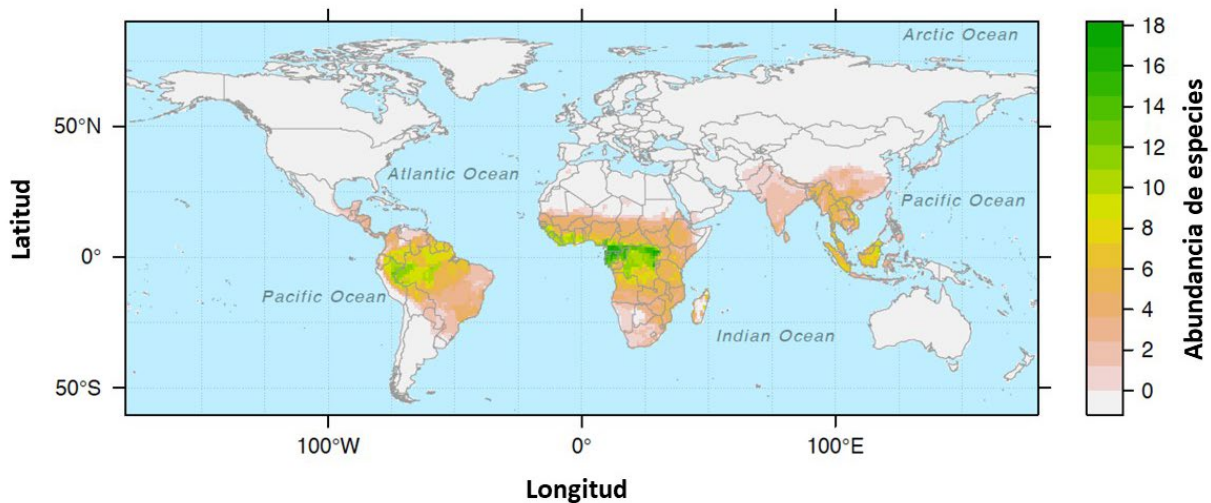 Arctic Ocean
50°N
Atlantic Ocean
Pacific Ocean
0°
Pacific Ocean
Indian Ocean
50°S
100°W
0°
100°E
Latitud
Longitud
18
16
14
12
10
8
6
4
2
0
Abundancia de especies